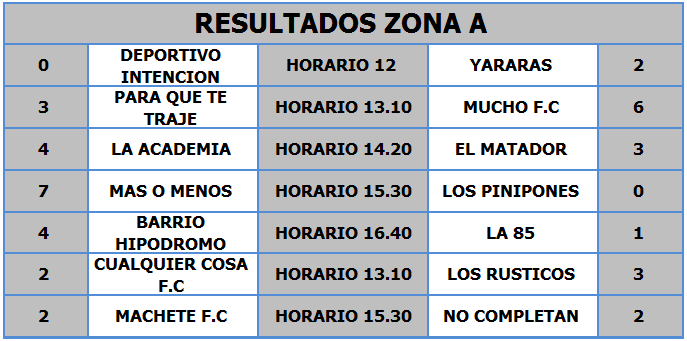 RESULTADOS ZONA A
0 DEPORTIVO INTENCION HORARIO 12 YARARAS 2
3 PARA QUE TE TRAJE HORARIO 13.10 MUCHO F.C 6
4 LA ACADEMIA HORARIO 14.20 EL MATADOR 3
7 MAS O MENOS HORARIO 15.30 LOS PINIPONES 0
4 BARRIO HIPODROMO HORARIO 16.40 LA 85 1
2 CUALQUIER COSA F.C HORARIO 13.10 LOS RUSTICOS 3
2 MACHETE F.C HORARIO 15.30 NO COMPLETAN 2